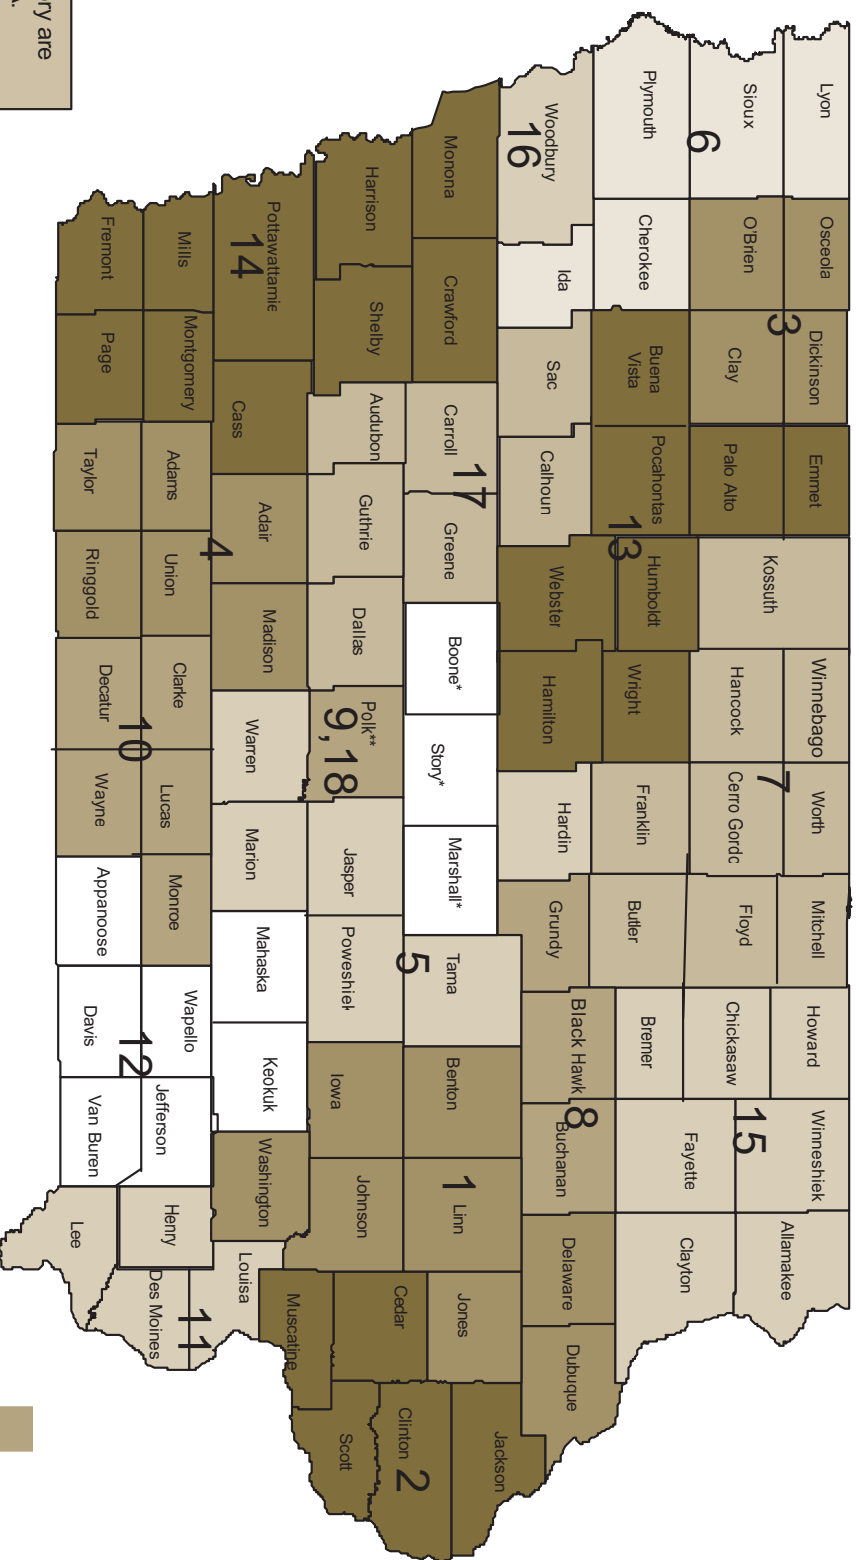 Lyon
Osceola
Dickinson
Emmet
Winnebago
Worth
Mitchell
Howard
Winneshiek
Allamakee
3
7
Kossuth
15
Sioux
O'Brien
Clay
Palo Alto
Hancock
Cerro Gordo
Floyd
Chickasaw
6
Fayette
Clayton
Plymouth
Cherokee
Buena
Vista
Pocahontas
Humboldt
Wright
Franklin
Butler
Bremer
13
Woodbury
16
Ida
Sac
Calhoun
Webster
Hamilton
Hardin
Grundy
Black Hawk
8
Buchanan
Delaware
Dubuque
Monona
Crawford
Carroll
17
Greene
Boone*
Story*
Marshall*
Tama
5
Benton
1
Linn
Jones
Jackson
Harrison
Shelby
Audubon
Guthrie
Dallas
Polk**
9, 18
Jasper
Poweshiek
Iowa
Johnson
Cedar
Clinton
2
Scott
Muscatine
Pottawattamie
14
Cass
Adair
Madison
Warren
Marion
Mahaska
Keokuk
Washington
Louisa
4
11
Mills
Montgomery
Adams
Union
Clarke
Lucas
Monroe
Wapello
Jefferson
Henry
Des Moines
10
12
Fremont
Page
Taylor
Ringgold
Decatur
Wayne
Appanoose
Davis
Van Buren
Lee
ry are